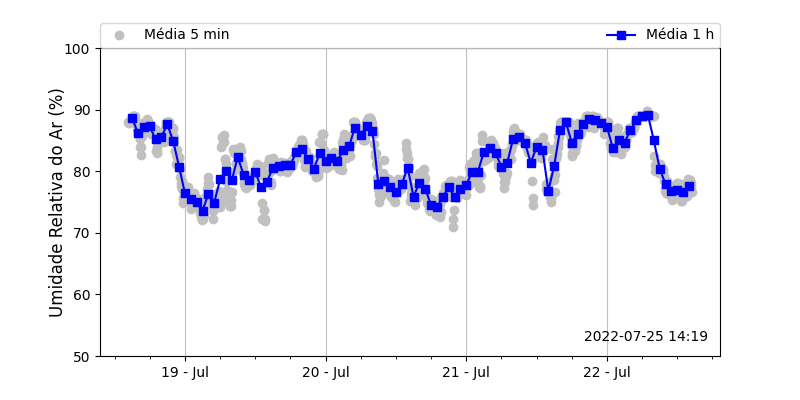 Média 5 min
Média 1 h
Umidade Relativa do Ar (%)
100
90
80
70
60
50
2022-07-25 14:19
19 - Jul
20 - Jul
21 - Jul
22 - Jul